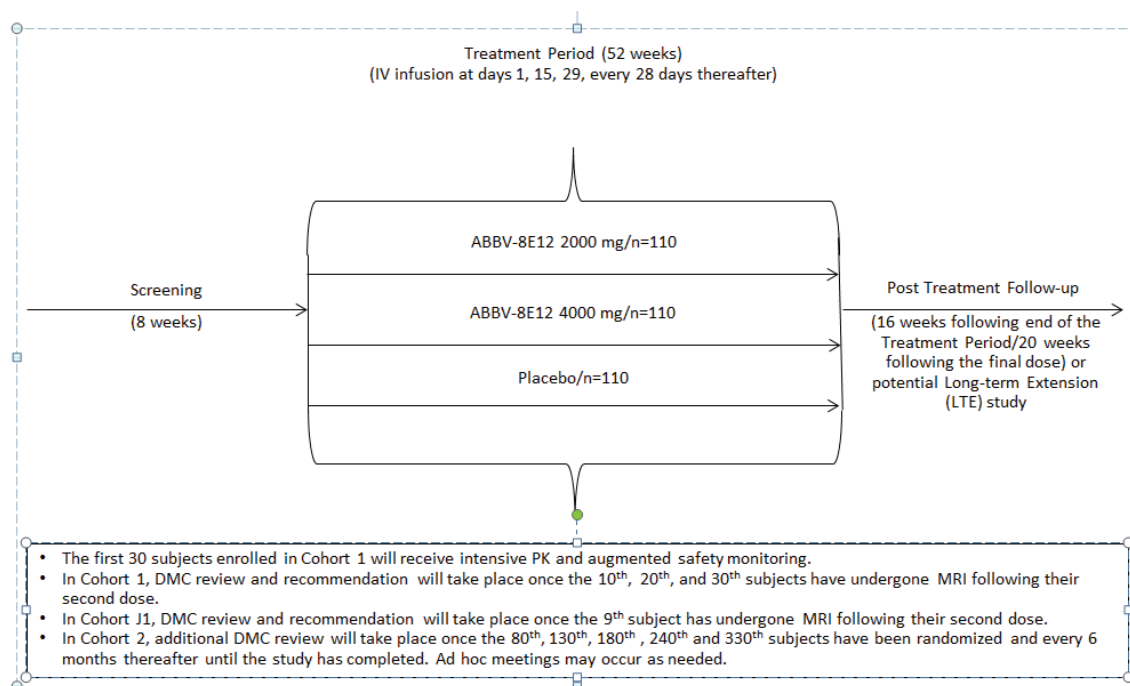 Treatment Period (52 weeks)
(IV infusion at days 1, 15, 29, every 28 days thereafter)
ABBV-8E12 2000 mg/n=110
Screening
(8 weeks)
ABBV-8E12 4000 mg/n=110
Placebo/n=110
Post Treatment Follow-up
(16 weeks following end of the
Treatment Period/20 weeks
following the final dose) or
potential Long-term Extension
(LTE) study
• The first 30 subjects enrolled in Cohort 1 will receive intensive PK and augmented safety monitoring.
• In Cohort 1, DMC review and recommendation will take place once the 10th, 20th, and 30th subjects have undergone MRI following their
second dose.
• In Cohort J1, DMC review and recommendation will take place once the 9th subject has undergone MRI following their second dose.
• In Cohort 2, additional DMC review will take place once the 80th, 130th, 180th , 240th and 330th subjects have been randomized and every 6
months thereafter until the study has completed. Ad hoc meetings may occur as needed.